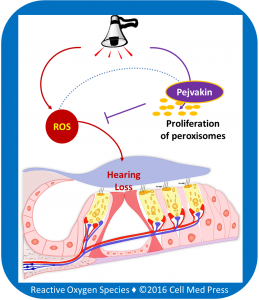 Pejvakin
ROS
Proliferation
of peroxisomes
Hearing
Loss
Reactive Oxygen Species ♦ ©2016 Cell Med Press